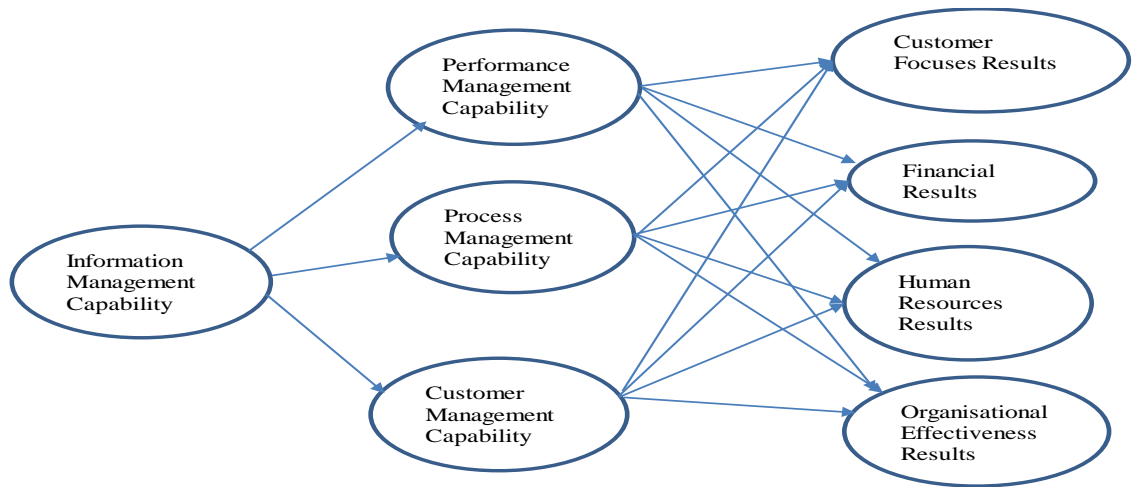 Information
Management
Capability
Performance
Management
Capability
Process
Management
Capability
Customer
Management
Capability
Customer
Focuses Results
Financial
Results
Human
Resources
Results
Organisational
Effectiveness
Results